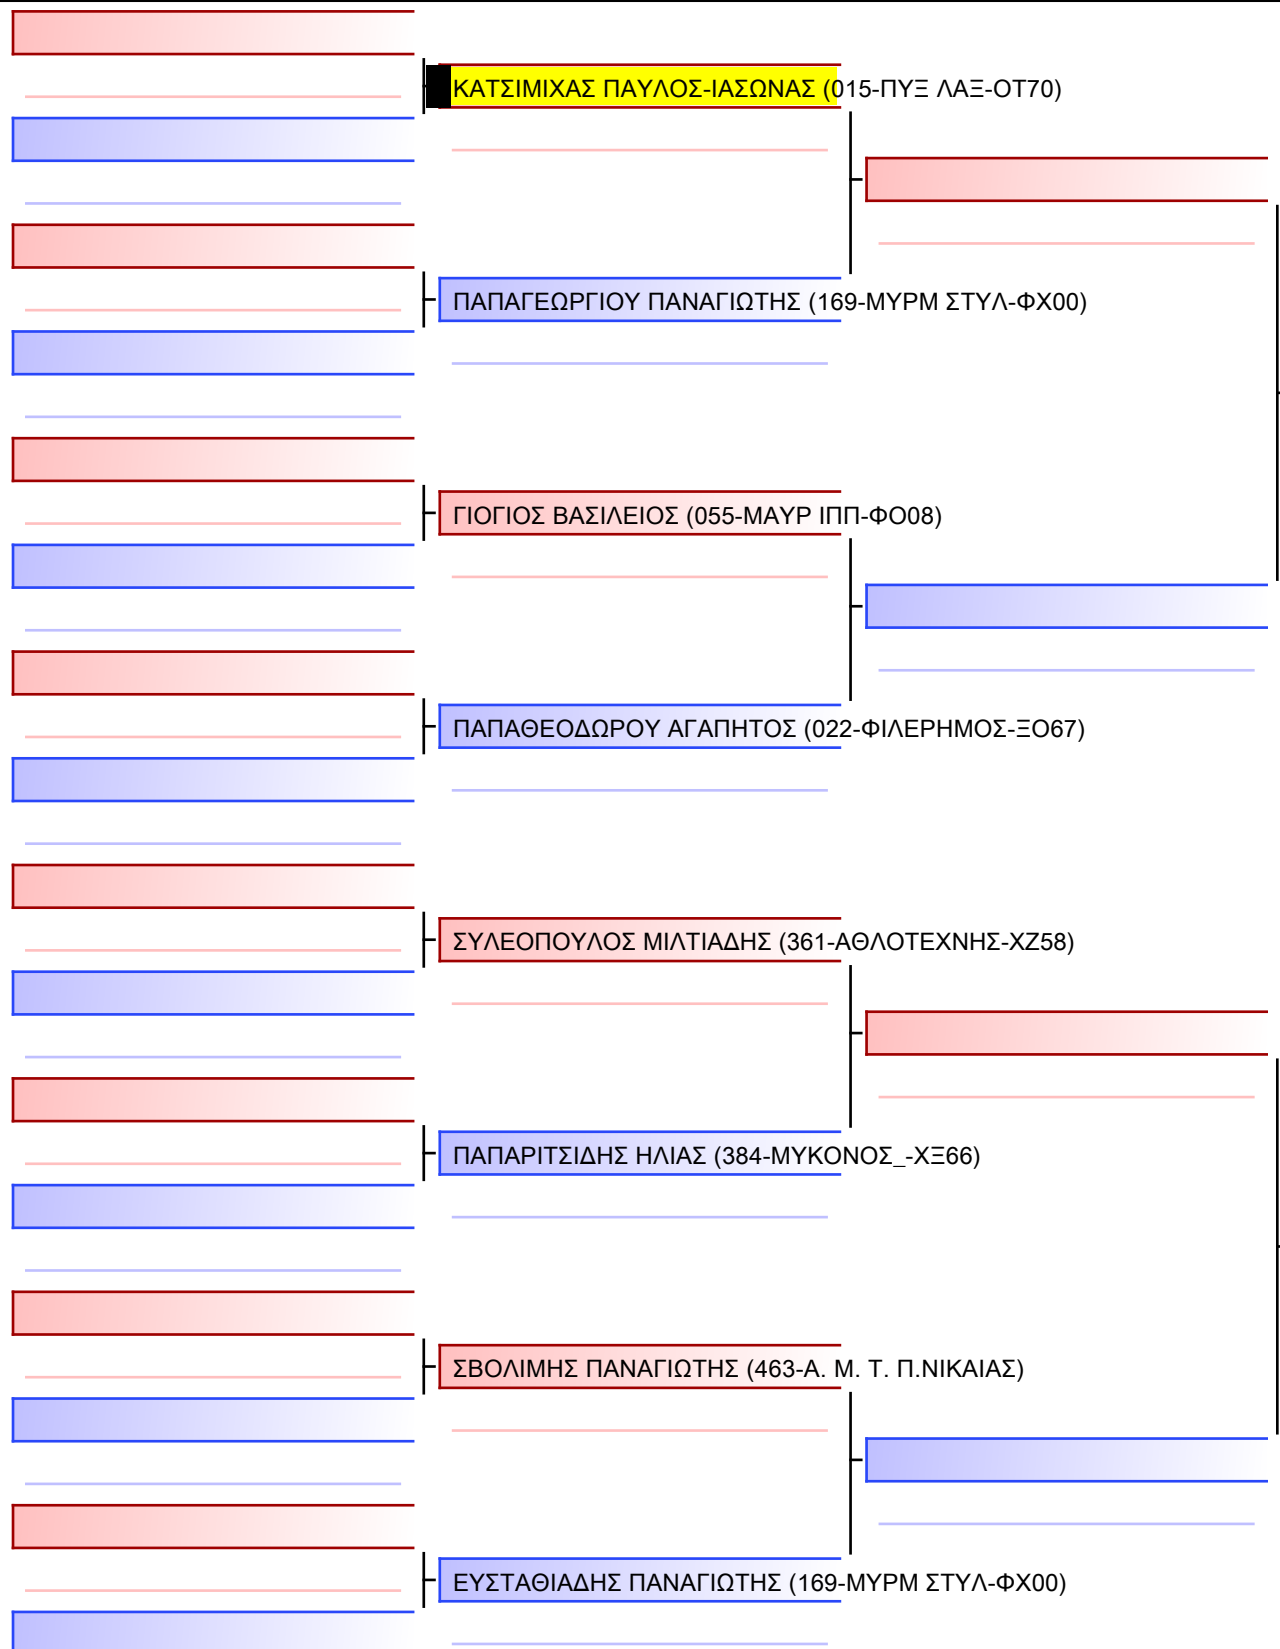 ΚΑΤΣΙΜΙΧΑΣ ΠΑΥΛΟΣ-ΙΑΣΩΝΑΣ (015-ΠΥΞ ΛΑΞ-ΟΤ70)
ΠΑΠΑΓΕΩΡΓΙΟΥ ΠΑΝΑΓΙΩΤΗΣ (169-ΜΥΡΜ ΣΤΥΛ-ΦΧ00)
ΓΙΟΓΙΟΣ ΒΑΣΙΛΕΙΟΣ (055-ΜΑΥΡ ΙΠΠ-ΦΟ08)
ΠΑΠΑΘΕΟΔΩΡΟΥ ΑΓΑΠΗΤΟΣ (022-ΦΙΛΕΡΗΜΟΣ-ΞΟ67)
ΣΥΛΕΟΠΟΥΛΟΣ ΜΙΛΤΙΑΔΗΣ (361-ΑΘΛΟΤΕΧΝΗΣ-ΧΖ58)
ΠΑΠΑΡΙΤΣΙΔΗΣ ΗΛΙΑΣ (384-ΜΥΚΟΝΟΣ_-ΧΞ66)
ΣΒΟΛΙΜΗΣ ΠΑΝΑΓΙΩΤΗΣ (463-Α. Μ. Τ. Π.ΝΙΚΑΙΑΣ)
ΕΥΣΤΑΘΙΑΔΗΣ ΠΑΝΑΓΙΩΤΗΣ (169-ΜΥΡΜ ΣΤΥΛ-ΦΧ00)